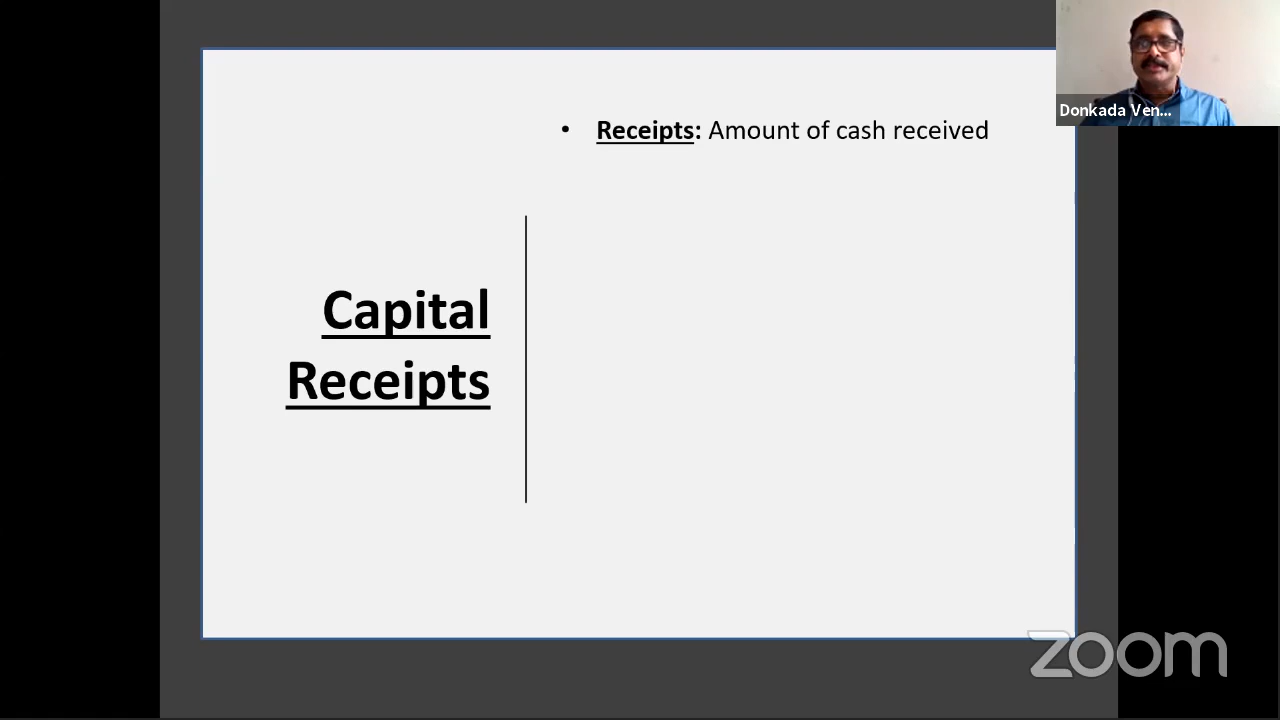 Donkada Ven...
• Receipts: Amount of cash received
Capital
Receipts
zoom